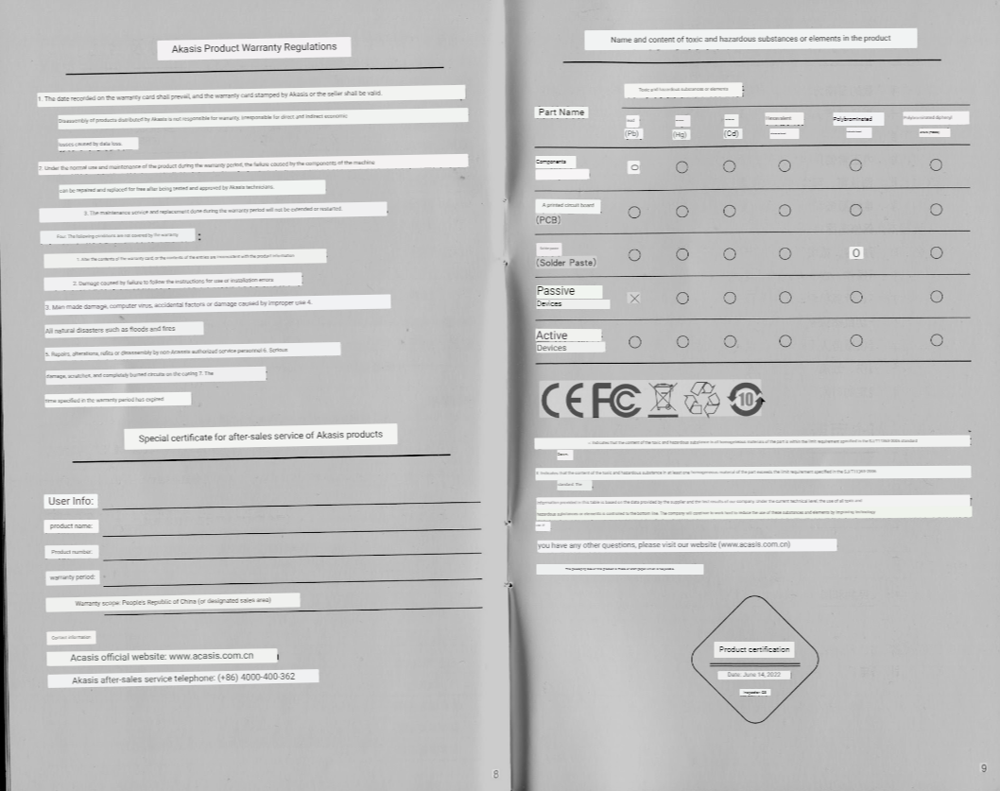 Akasis Product Warranty Regulations
1. The date recorded on the warranty card shall prevail, and the warranty card stamped by Akasis or the seller shall be valid.
Disassembly of products distributed by Akasis is not responsible for warranty, irresponsible for direct and indirect economic
losses caused by data loss.
2. Under the normal use and maintenance of the product during the warranty period, the failure caused by the components of the machine
can be repaired and replaced for free after being tested and approved by Akasis technicians.
3. The maintenance service and replacement done during the warranty period will not be extended or restarted.
Four: The following conditions are not covered by the warranty :
1. Alter the contents of the warranty card, or the contents of the entries are inconsistent with the product information
2. Damage caused by failure to follow the instructions for use or installation errors
3. Man made damage, computer virus, accidental factors or damage caused by improper use 4.
All natural disasters such as floods and fires
5. Repairs, alterations, refits or disassembly by non-Acasis authorized service personnel 6. Serious
damage, scratches, and completely burned circuits on the casing 7. The
time specified in the warranty period has expired
Special certificate for after-sales service of Akasis products
User Info:
product name:
Product number:
warranty period:
Warranty scope: People's Republic of China (or designated sales area)
Contact information
Acasis official website: www.acasis.com.cn
Akasis after-sales service telephone: (+86) 4000-400-362
8
Name and content of toxic and hazardous substances or elements in the product
Toxic and hazardous substances or elements
Part Name
(Pb) (Hg) (Cd) Hexavalent Polybrominated Polybrominated diphenyl
Components
A printed circuit board
(PCB)
Solder paste
(Solder Paste)
Passive
Devices
Active
Devices
CE FC 10
○: Indicates that the content of the toxic and hazardous substance in all homogeneous materials of the part is within the limit requirement specified in the SJ/T11363-2006 standard
X: Indicates that the content of the toxic and hazardous substance in at least one homogeneous material of the part exceeds the limit requirement specified in the SJ/T11363-2006
standard. The
information provided in this table is based on the data provided by the supplier and the test results of our company. Under the current technical level, the use of all toxic and
hazardous substances or elements is controlled to the bottom line. The company will continue to work hard to reduce the use of these substances and elements by improving technology.
you have any other questions, please visit our website (www.acasis.com.cn)
Product certification
Date: June 14, 2022
9